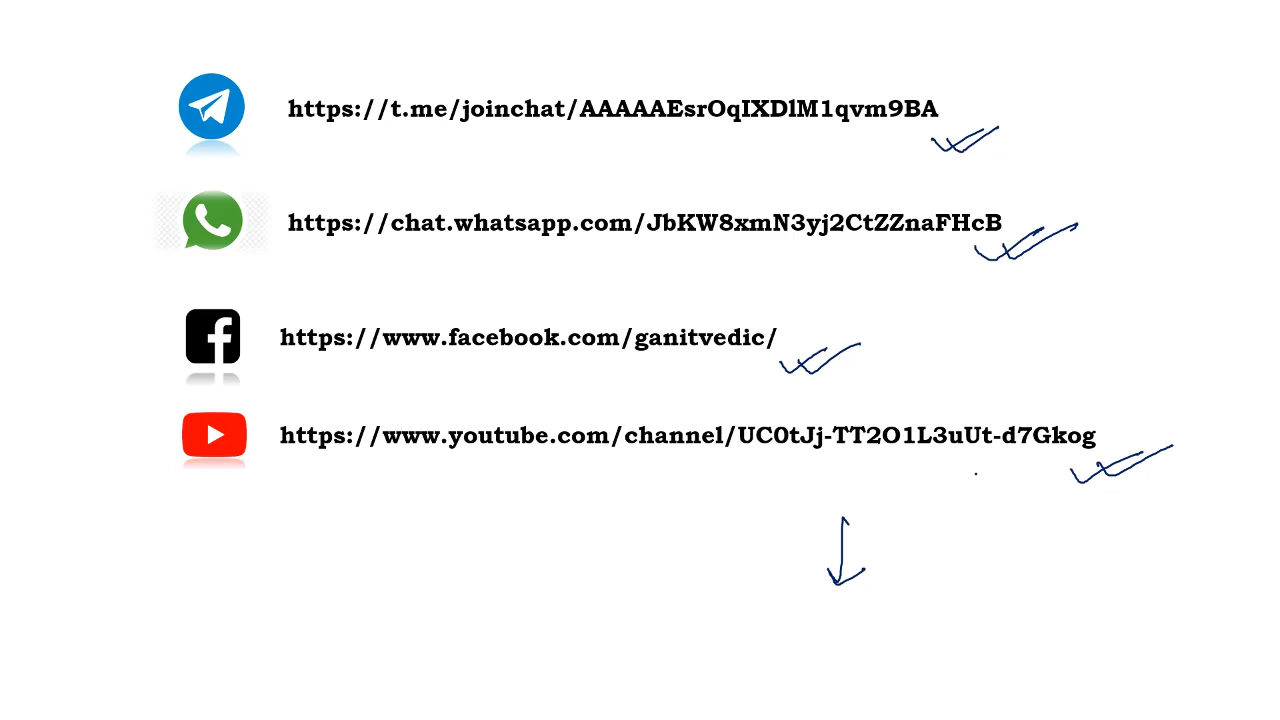 https://t.me/joinchat/AAAAAEsrOqIXDlM1qvm9BA
https://chat.whatsapp.com/JbKW8xmN3yj2CtZZnaFHcB
https://www.facebook.com/ganitvedic/
https://www.youtube.com/channel/UC0tJj-TT2O1L3uUt-d7Gkog